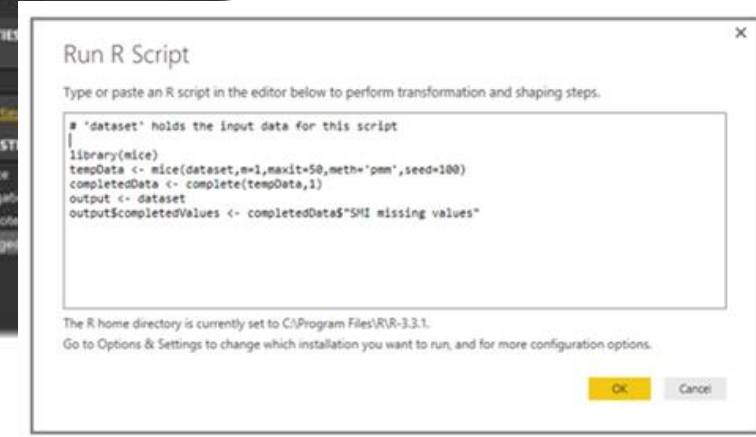 Run R Script
Type or paste an R script in the editor below to perform transformation and shaping steps.
# 'dataset' holds the input data for this script
library(mice)
tempData <- mice(dataset,m=1,maxit=50,meth='pmm',seed=100)
completedData <- complete(tempData,1)
output <- dataset
output$completedValues <- completedData$"SMI missing values"
The R home directory is currently set to C:\Program Files\R\R-3.3.1.
Go to Options & Settings to change which installation you want to run, and for more configuration options.
OK Cancel